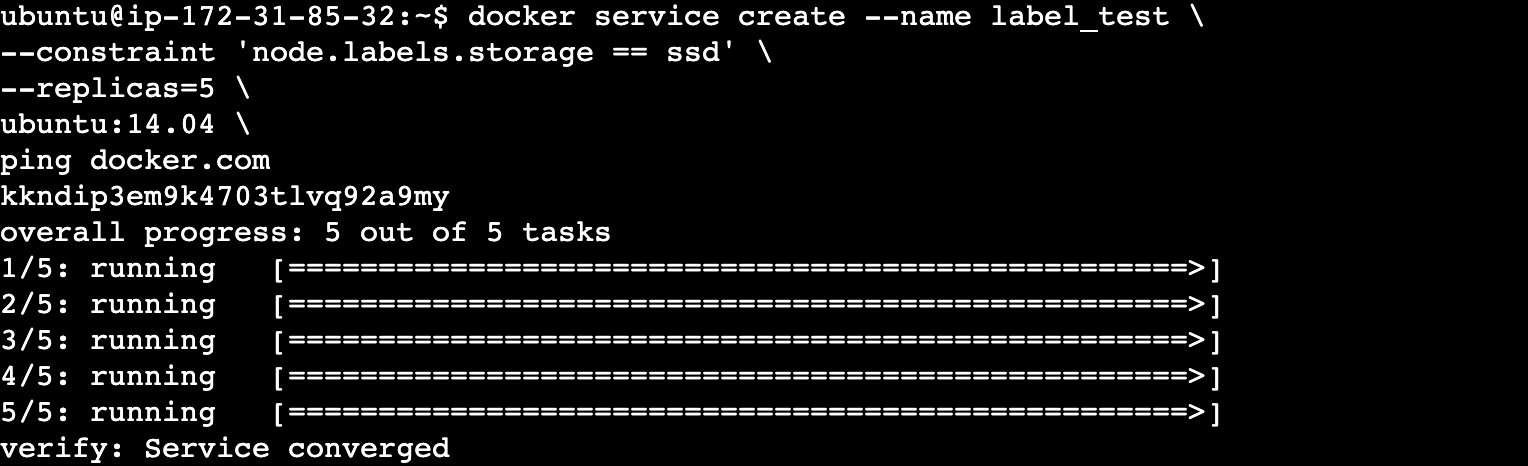 ubuntu@ip-172-31-85-32:~$ docker service create --name label_test \
--constraint 'node.labels.storage == ssd' \
--replicas=5 \
ubuntu:14.04 \
ping docker.com
kkndip3em9k4703tlvq92a9my
overall progress: 5 out of 5 tasks
1/5: running   [==================================================>]
2/5: running   [==================================================>]
3/5: running   [==================================================>]
4/5: running   [==================================================>]
5/5: running   [==================================================>]
verify: Service converged